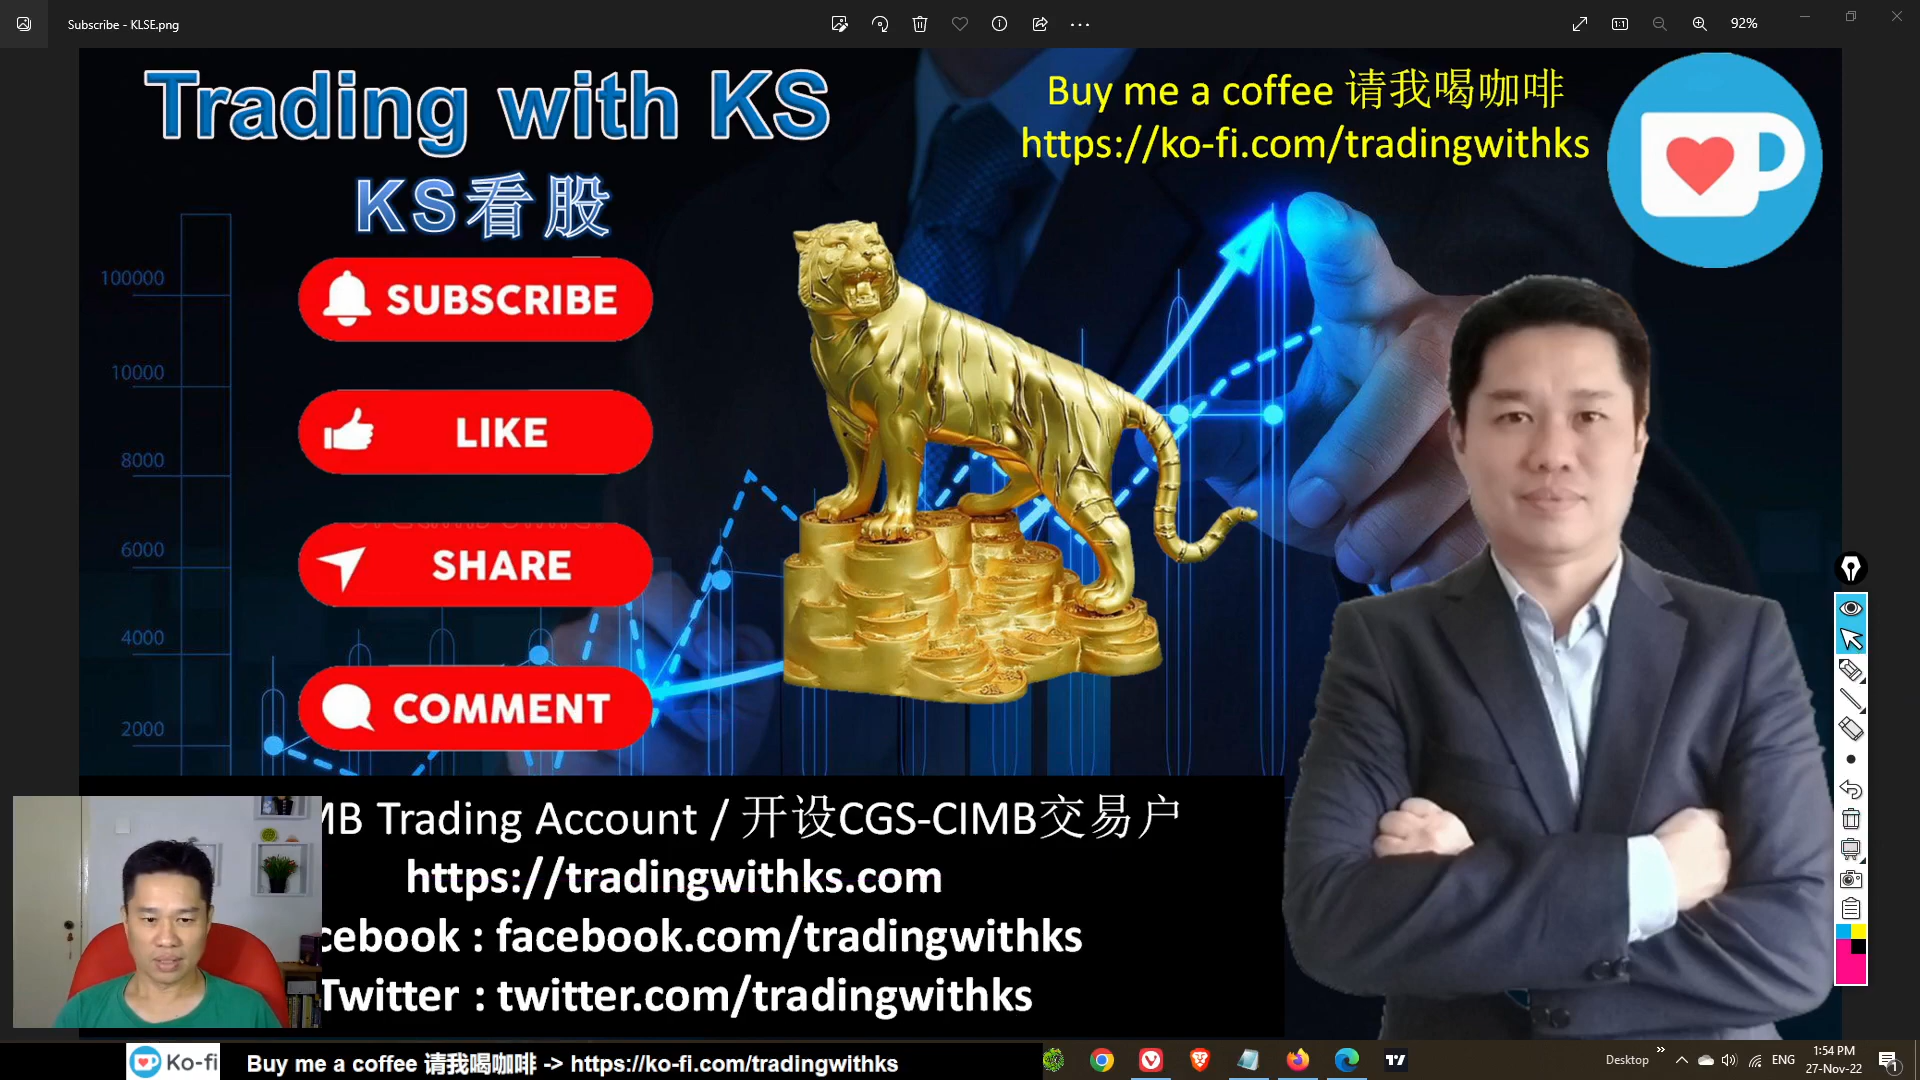 Subscribe - KLSE.png
92%
Trading with KS
KS看股
Buy me a coffee 请我喝咖啡
https://ko-fi.com/tradingwithks
SUBSCRIBE
LIKE
SHARE
COMMENT
100000
10000
8000
6000
4000
2000
MB Trading Account / 开设CGS-CIMB交易户
https://tradingwithks.com
cebook : facebook.com/tradingwithks
Twitter : twitter.com/tradingwithks
Ko-fi
Buy me a coffee 请我喝咖啡 -> https://ko-fi.com/tradingwithks
Desktop
ENG
1:54 PM
27-Nov-22
1